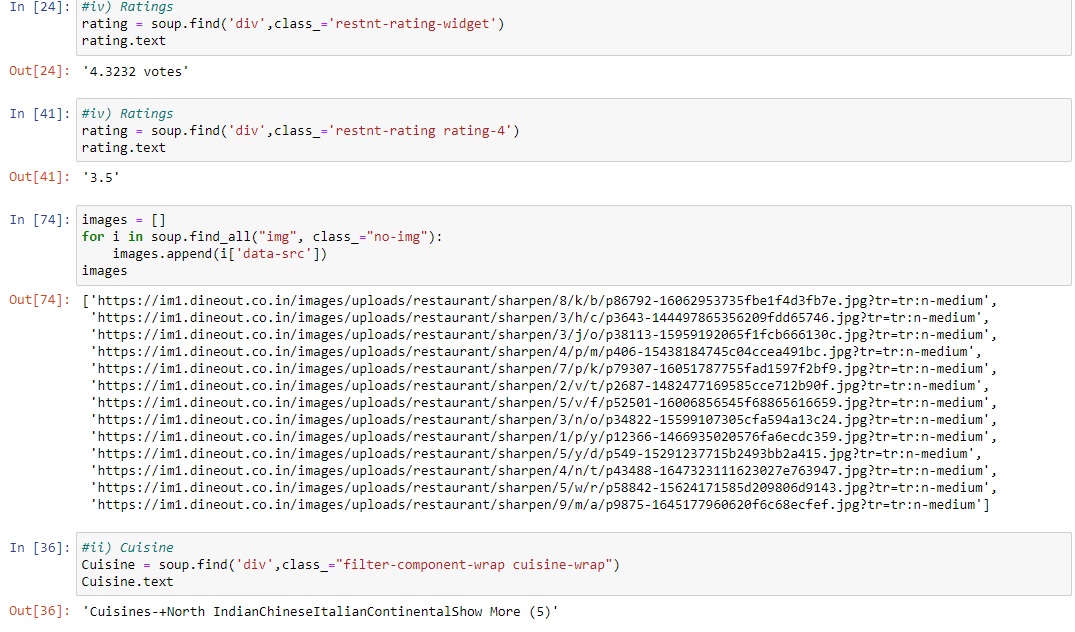 In [24]: #iv) Ratings
rating = soup.find('div',class_='restnt-rating-widget')
rating.text
Out[24]: '4.3232 votes'
In [41]: #iv) Ratings
rating = soup.find('div',class_='restnt-rating rating-4')
rating.text
Out[41]: '3.5'
In [74]: images = []
for i in soup.find_all("img", class_="no-img"):
    images.append(i['data-src'])
images
Out[74]: ['https://im1.dineout.co.in/images/uploads/restaurant/sharpen/8/k/b/p86792-16062953735fbe1f4d3fb7e.jpg?tr=tr:n-medium',
'https://im1.dineout.co.in/images/uploads/restaurant/sharpen/3/h/c/p3643-144497865356209fdd65746.jpg?tr=tr:n-medium',
'https://im1.dineout.co.in/images/uploads/restaurant/sharpen/3/j/o/p38113-15959192065f1fcb666130c.jpg?tr=tr:n-medium',
'https://im1.dineout.co.in/images/uploads/restaurant/sharpen/4/p/m/p406-15438184745c04ccea491bc.jpg?tr=tr:n-medium',
'https://im1.dineout.co.in/images/uploads/restaurant/sharpen/7/p/k/p79307-16051787755fad1597f2bf9.jpg?tr=tr:n-medium',
'https://im1.dineout.co.in/images/uploads/restaurant/sharpen/2/v/t/p2687-1482477169585cce712b90f.jpg?tr=tr:n-medium',
'https://im1.dineout.co.in/images/uploads/restaurant/sharpen/5/v/f/p52501-16006856545f68865616659.jpg?tr=tr:n-medium',
'https://im1.dineout.co.in/images/uploads/restaurant/sharpen/3/n/o/p34822-15599107305cfa594a13c24.jpg?tr=tr:n-medium',
'https://im1.dineout.co.in/images/uploads/restaurant/sharpen/1/p/y/p12366-1466935020576fa6ecdc359.jpg?tr=tr:n-medium',
'https://im1.dineout.co.in/images/uploads/restaurant/sharpen/5/y/d/p549-15291237715b2493bb2a415.jpg?tr=tr:n-medium',
'https://im1.dineout.co.in/images/uploads/restaurant/sharpen/4/n/t/p43488-1647323111623027e763947.jpg?tr=tr:n-medium',
'https://im1.dineout.co.in/images/uploads/restaurant/sharpen/5/w/r/p58842-15624171585d209806d9143.jpg?tr=tr:n-medium',
'https://im1.dineout.co.in/images/uploads/restaurant/sharpen/9/m/a/p9875-1645177960620f6c68ecfef.jpg?tr=tr:n-medium']
In [36]: #ii) Cuisine
Cuisine = soup.find('div',class_="filter-component-wrap cuisine-wrap")
Cuisine.text
Out[36]: 'Cuisines-+North IndianChineseItalianContinentalShow More (5)'